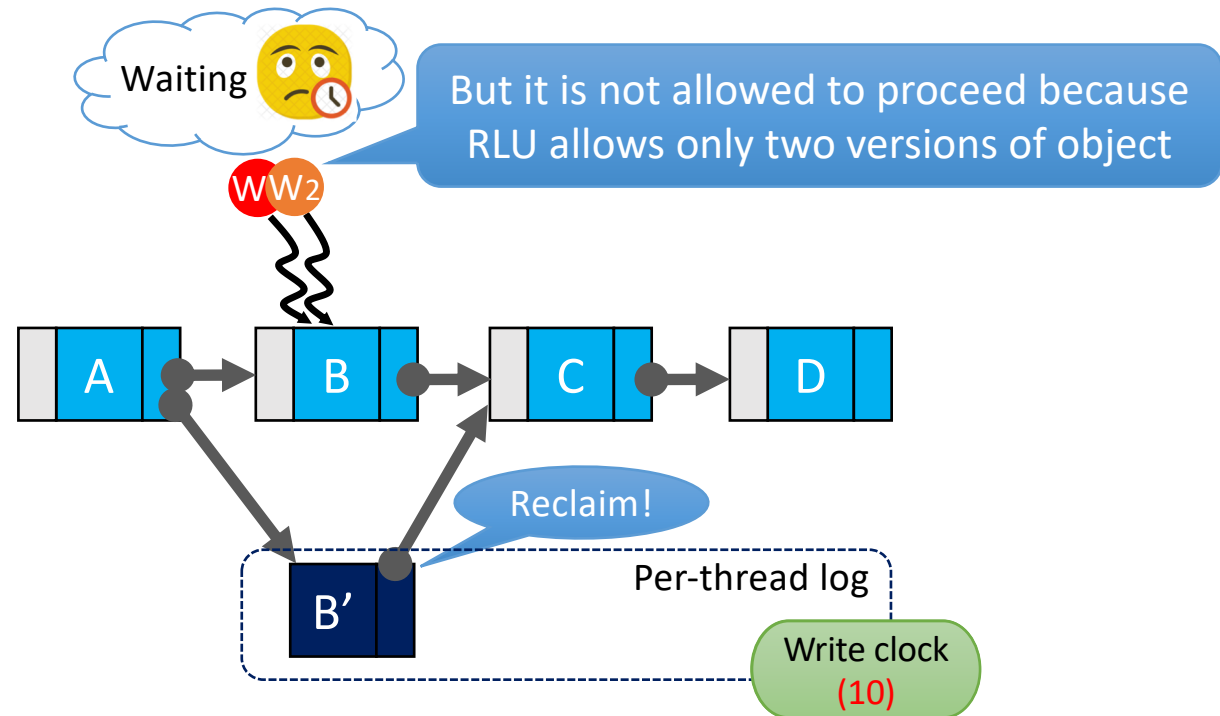 Waiting
But it is not allowed to proceed because
RLU allows only two versions of object
W W2
A B C D
Reclaim!
Per-thread log
B’
Write clock
(10)